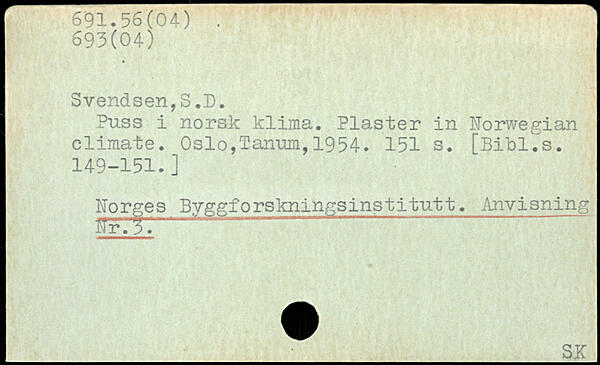 691.56(04)
693(04)
Svendsen,S.D.
Puss i norsk klima. Plaster in Norwegian
climate. Oslo,Tanum,1954. 151 s. [Bibl.s.
149-151.]
Norges Byggforskningsinstitutt. Anvisning
Nr.3.
SK